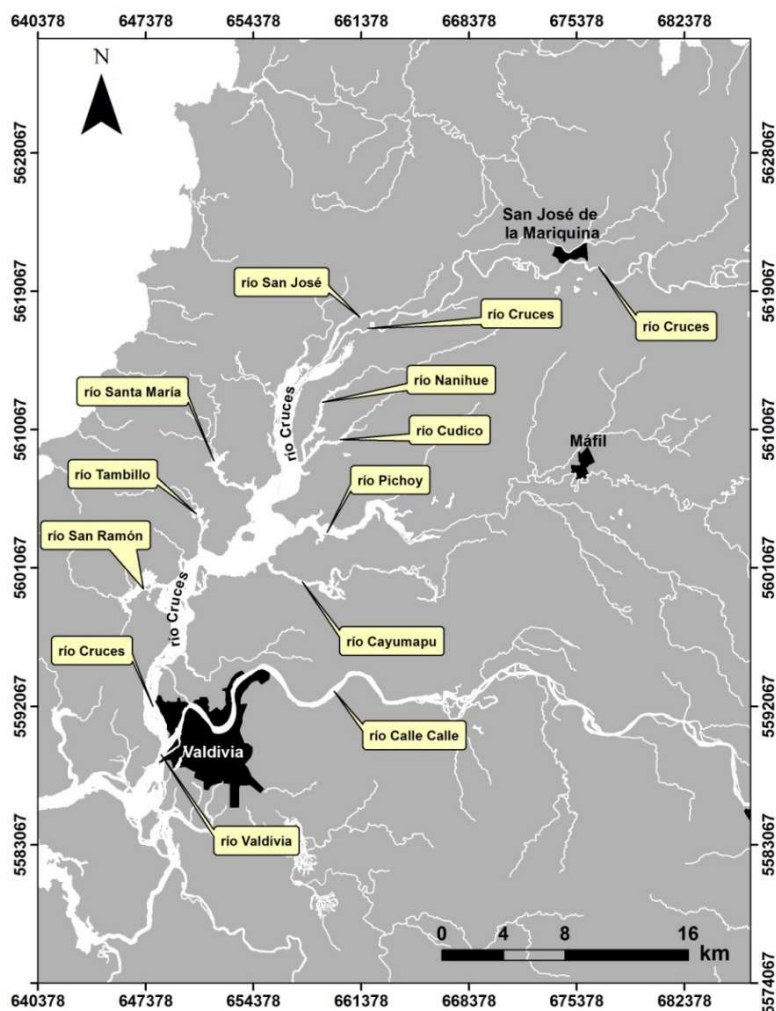 640378 647378 654378 661378 668378 675378 682378
N
5628067
5628067
San José de
la Mariquina
5619067
5619067
río San José
río Cruces
río Cruces
río Santa María
río Cruces
río Nanihue
5610067
5610067
río Cudico
Máfil
río Tambillo
río Pichoy
río San Ramón
5601067
5601067
río Cruces
río Cayumapu
río Cruces
5592067
5592067
río Calle Calle
Valdivia
río Valdivia
5583067
5583067
0 4 8 16
km
5574067
640378 647378 654378 661378 668378 675378 682378